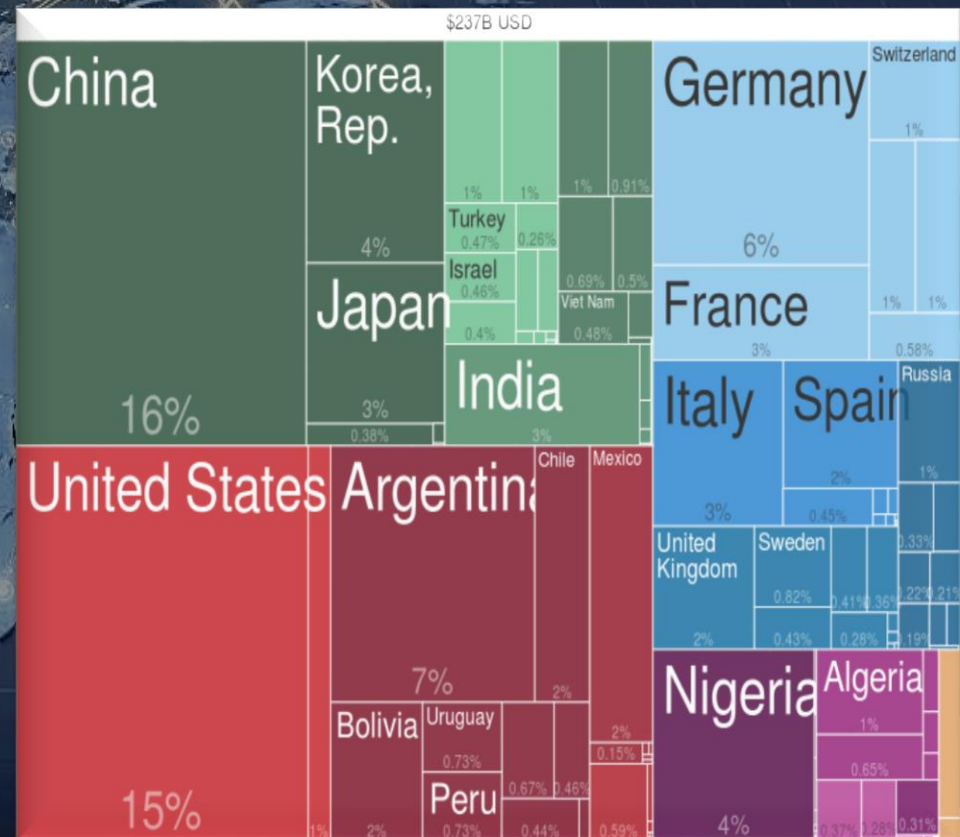 $237B USD
China
16%
Korea,
Rep.
4%
Japan
3%
0.38%
1%
1%
Turkey
0.47%
0.26%
Israel
0.46%
0.4%
1%
0.91%
0.69%
0.5%
Viet Nam
0.48%
India
3%
Germany
6%
Switzerland
1%
1%
1%
France
3%
0.58%
Italy
3%
Spain
2%
0.45%
Russia
1%
0.33%
0.22%
0.21%
0.19%
United
Kingdom
2%
Sweden
0.82%
0.43%
0.41%
0.36%
0.28%
United States
15%
1%
Argentina
7%
Chile
2%
Mexico
2%
0.15%
0.59%
Bolivia
2%
Uruguay
0.73%
Peru
0.73%
0.67%
0.46%
0.44%
Nigeria
4%
Algeria
1%
0.65%
0.37%
0.28%
0.31%